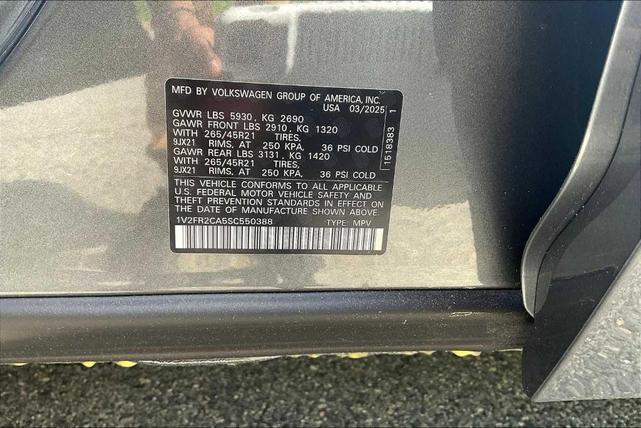 MFD BY VOLKSWAGEN GROUP OF AMERICA, INC.
USA 03/2025
GVWR LBS 5930, KG 2690
GAWR FRONT LBS 2910, KG 1320
WITH 265/45R21 TIRES,
9JX21 RIMS, AT 250 KPA, 36 PSI COLD
GAWR REAR LBS 3131, KG 1420
WITH 265/45R21 TIRES,
9JX21 RIMS, AT 250 KPA, 36 PSI COLD
THIS VEHICLE CONFORMS TO ALL APPLICABLE
U.S. FEDERAL MOTOR VEHICLE SAFETY AND
THEFT PREVENTION STANDARDS IN EFFECT ON
THE DATE OF MANUFACTURE SHOWN ABOVE.
1V2FR2CA5SC550388 TYPE: MPV
1518383 1